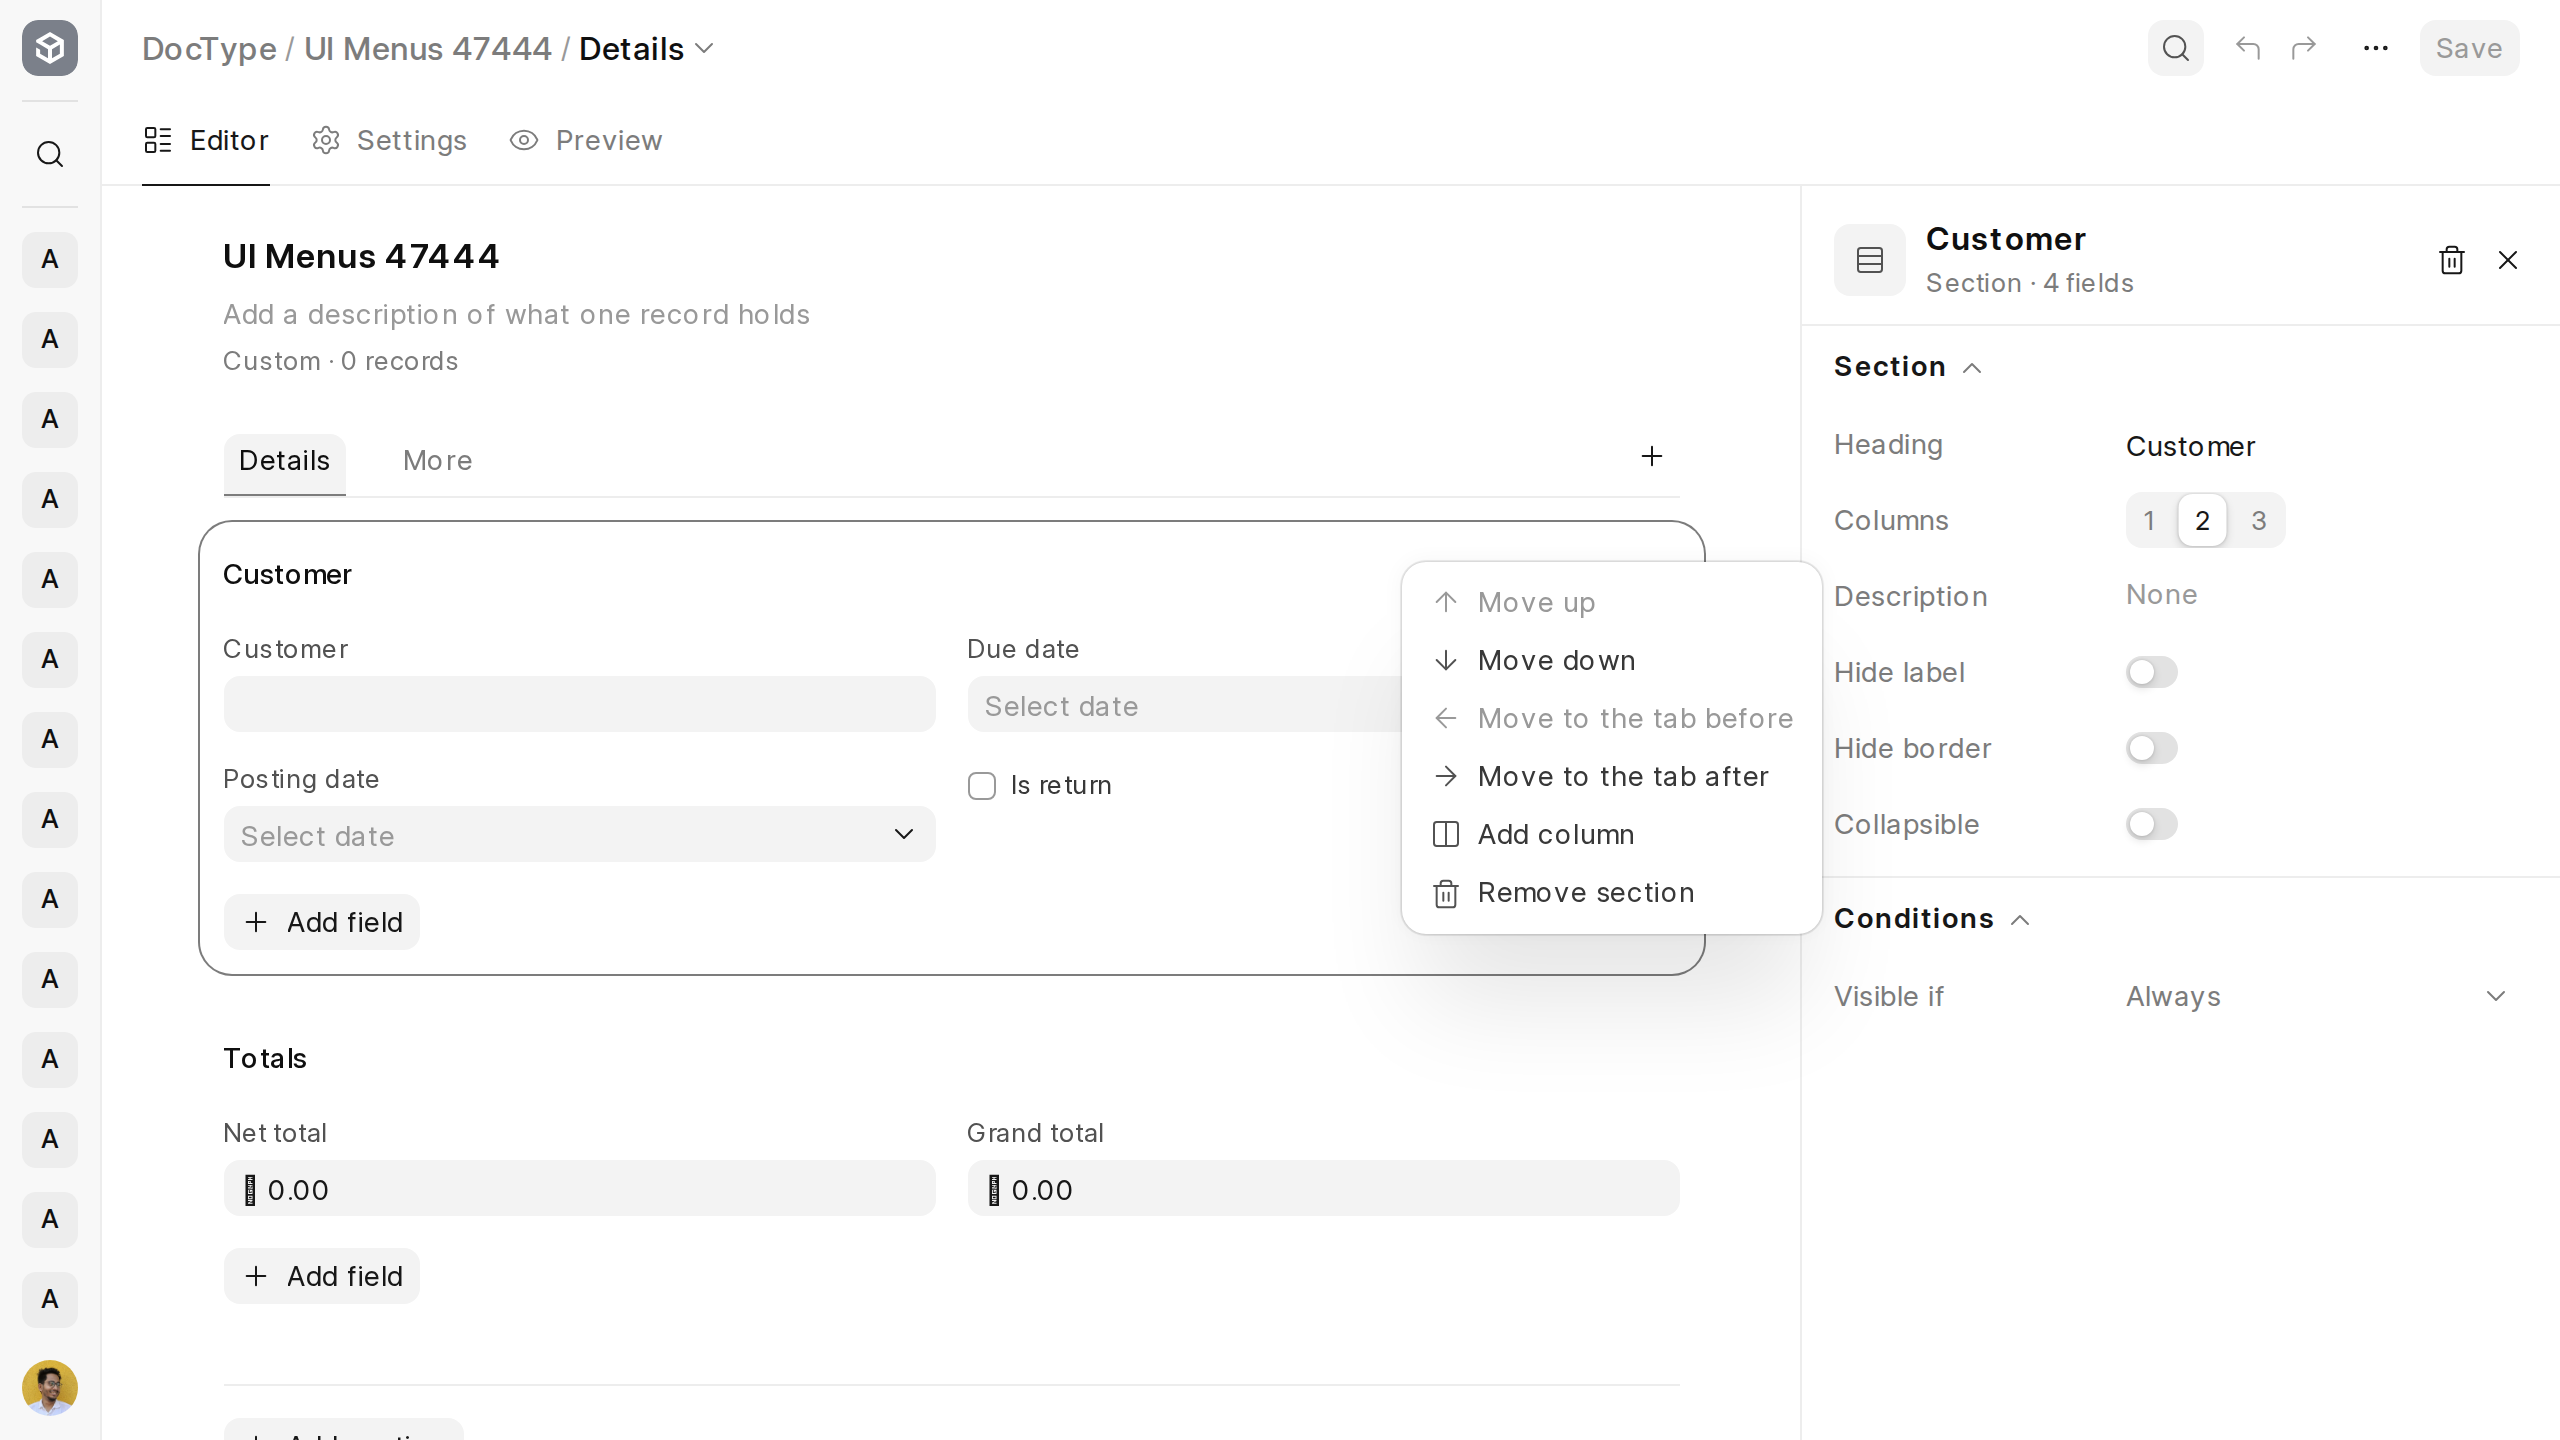 DocType / UI Menus 47444 / Details
Save
Editor
Settings
Preview
A
A
A
A
A
A
A
A
A
A
A
A
A
A
UI Menus 47444
Add a description of what one record holds
Custom · 0 records
Details
More
Customer
Customer
Due date
Select date
Posting date
Select date
Is return
Add field
Move up
Move down
Move to the tab before
Move to the tab after
Add column
Remove section
Totals
Net total
Grand total
0.00
0.00
Add field
Customer
Section · 4 fields
Section
Heading
Customer
Columns
1 2 3
Description
None
Hide label
Hide border
Collapsible
Conditions
Visible if
Always